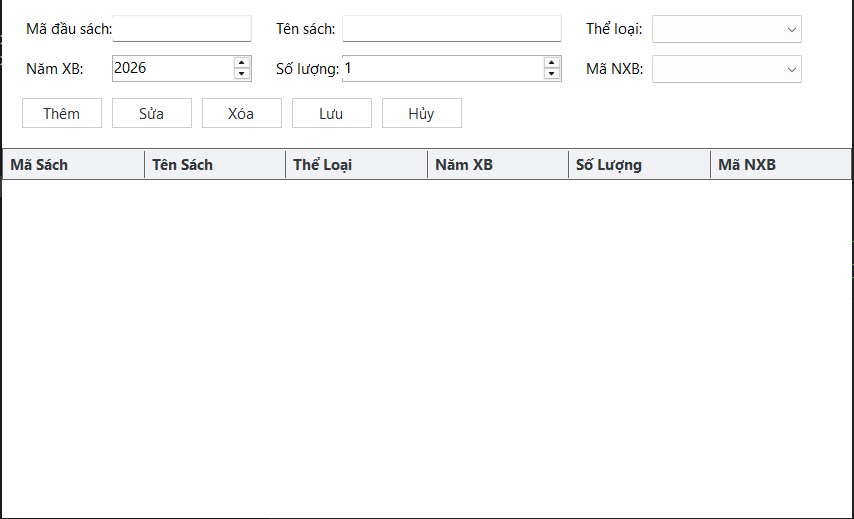 Mã đầu sách: Tên sách: Thể loại:
Năm XB: 2026 Số lượng: 1 Mã NXB:
Thêm Sửa Xóa Lưu Hủy
Mã Sách Tên Sách Thể Loại Năm XB Số Lượng Mã NXB